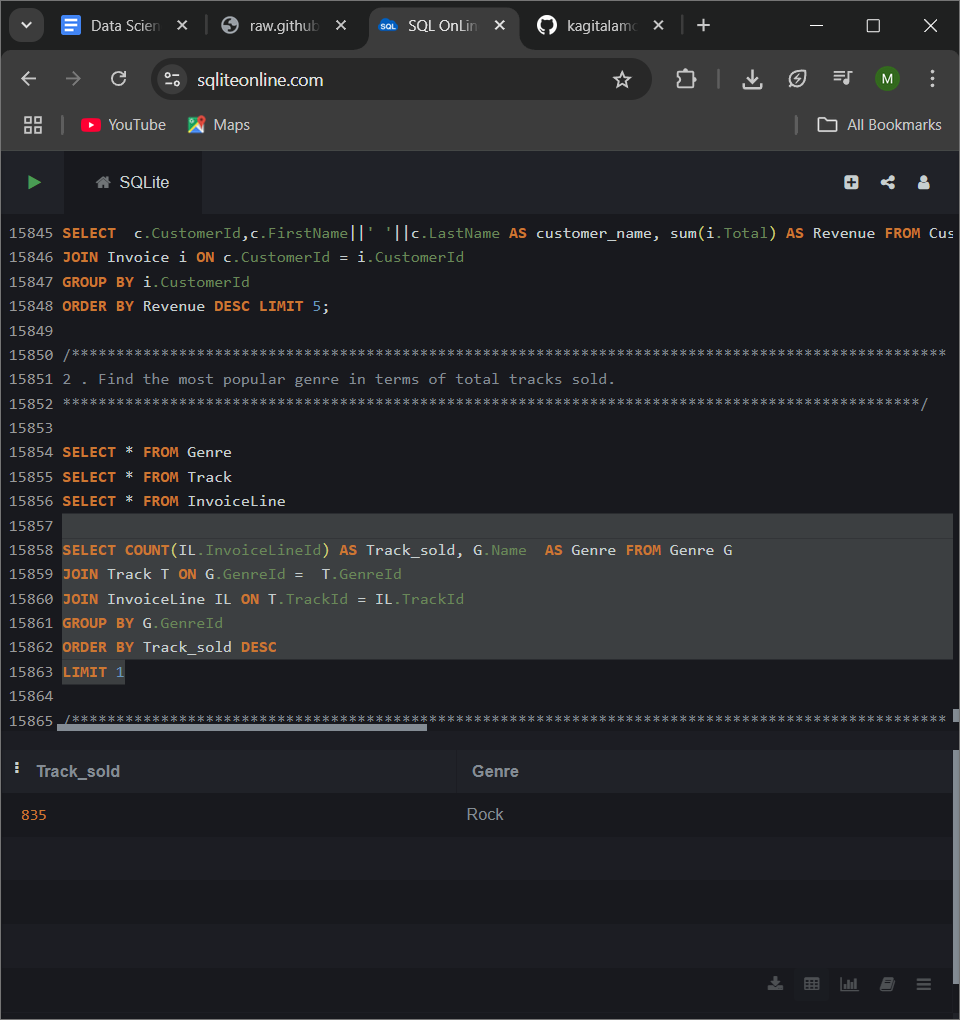 Data Scien
raw.github
SQL OnLin
kagitalamo
sqliteonline.com
M
YouTube
Maps
All Bookmarks
SQLite
15845 SELECT  c.CustomerId,c.FirstName||' '||c.LastName AS customer_name, sum(i.Total) AS Revenue FROM Cus
15846 JOIN Invoice i ON c.CustomerId = i.CustomerId
15847 GROUP BY i.CustomerId
15848 ORDER BY Revenue DESC LIMIT 5;
15849
15850 /**************************************************************************************************
15851 2 . Find the most popular genre in terms of total tracks sold.
15852 ************************************************************************************************/
15853
15854 SELECT * FROM Genre
15855 SELECT * FROM Track
15856 SELECT * FROM InvoiceLine
15857
15858 SELECT COUNT(IL.InvoiceLineId) AS Track_sold, G.Name  AS Genre FROM Genre G
15859 JOIN Track T ON G.GenreId =  T.GenreId
15860 JOIN InvoiceLine IL ON T.TrackId = IL.TrackId
15861 GROUP BY G.GenreId
15862 ORDER BY Track_sold DESC
15863 LIMIT 1
15864
15865 /**************************************************************************************************
Track_sold Genre
835 Rock